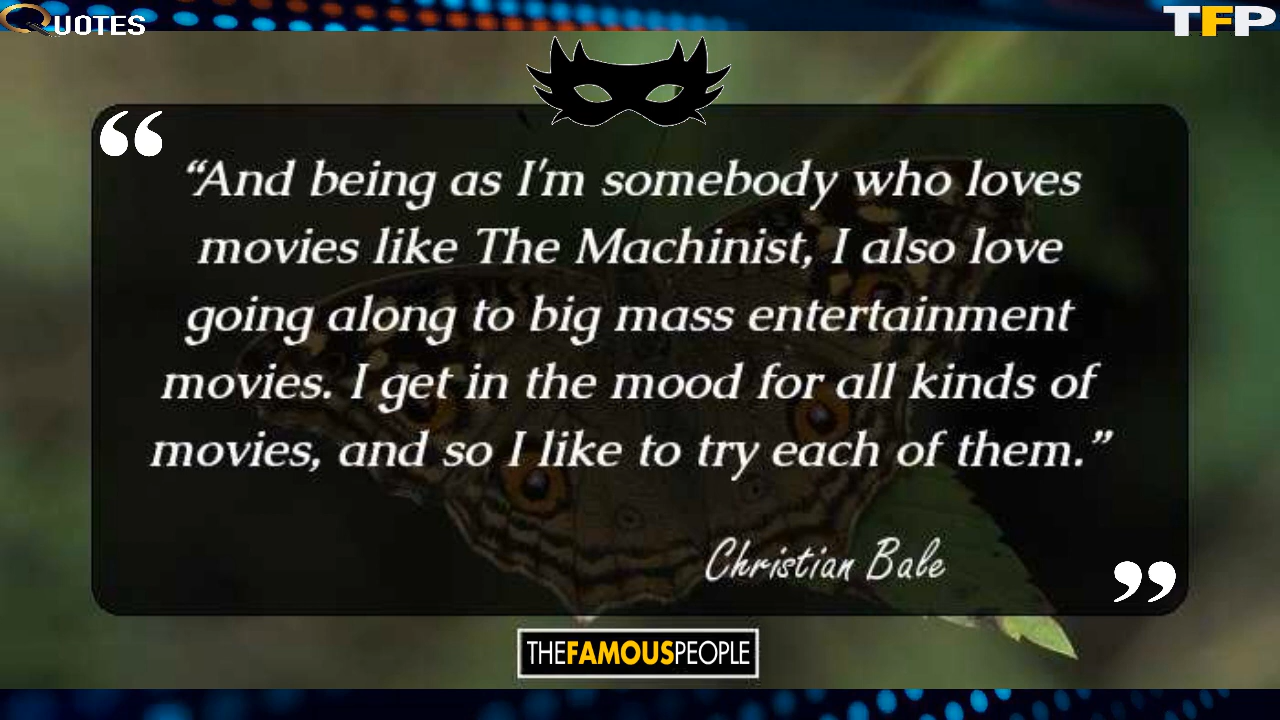 QUOTES
TFP
“And being as I'm somebody who loves
movies like The Machinist, I also love
going along to big mass entertainment
movies. I get in the mood for all kinds of
movies, and so I like to try each of them.”
Christian Bale
THEFAMOUSPEOPLE